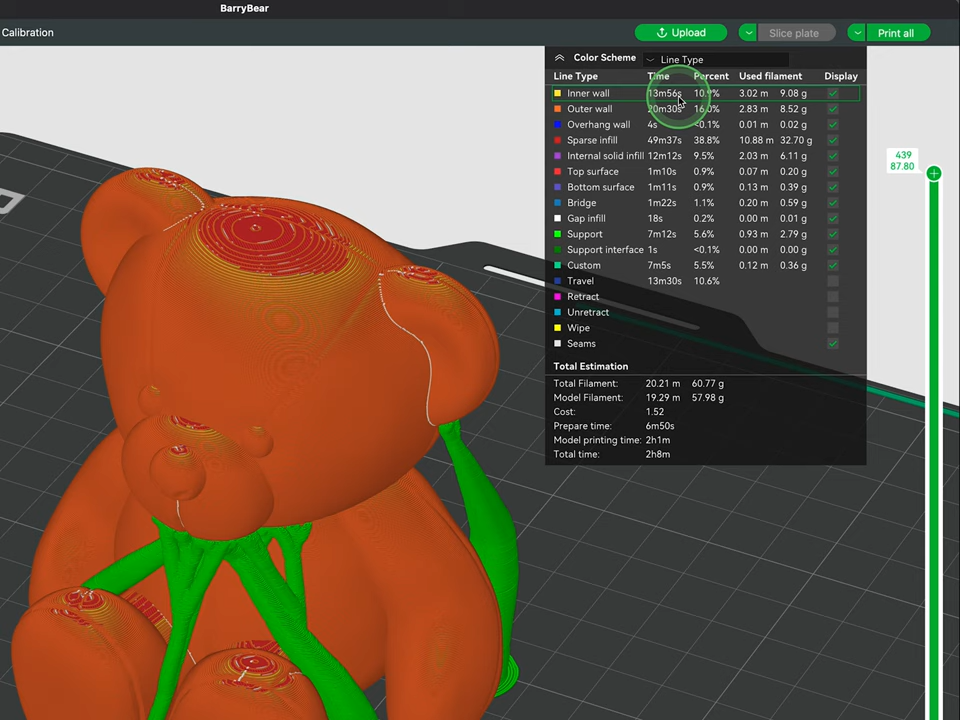 BarryBear
Calibration
Upload
Slice plate
Print all
Color Scheme Line Type
Line Type Time Percent Used filament Display
Inner wall 13m56s 10.9% 3.02 m 9.08 g
Outer wall 20m30s 16.0% 2.83 m 8.52 g
Overhang wall 4s <0.1% 0.01 m 0.02 g
Sparse infill 49m37s 38.8% 10.88 m 32.70 g
Internal solid infill 12m12s 9.5% 2.03 m 6.11 g
Top surface 1m10s 0.9% 0.07 m 0.20 g
Bottom surface 1m11s 0.9% 0.13 m 0.39 g
Bridge 1m22s 1.1% 0.20 m 0.59 g
Gap infill 18s 0.2% 0.00 m 0.01 g
Support 7m12s 5.6% 0.93 m 2.79 g
Support interface 1s <0.1% 0.00 m 0.00 g
Custom 7m5s 5.5% 0.12 m 0.36 g
Travel 13m30s 10.6%
Retract
Unretract
Wipe
Seams
Total Estimation
Total Filament: 20.21 m 60.77 g
Model Filament: 19.29 m 57.98 g
Cost: 1.52
Prepare time: 6m50s
Model printing time: 2h1m
Total time: 2h8m
439
87.80